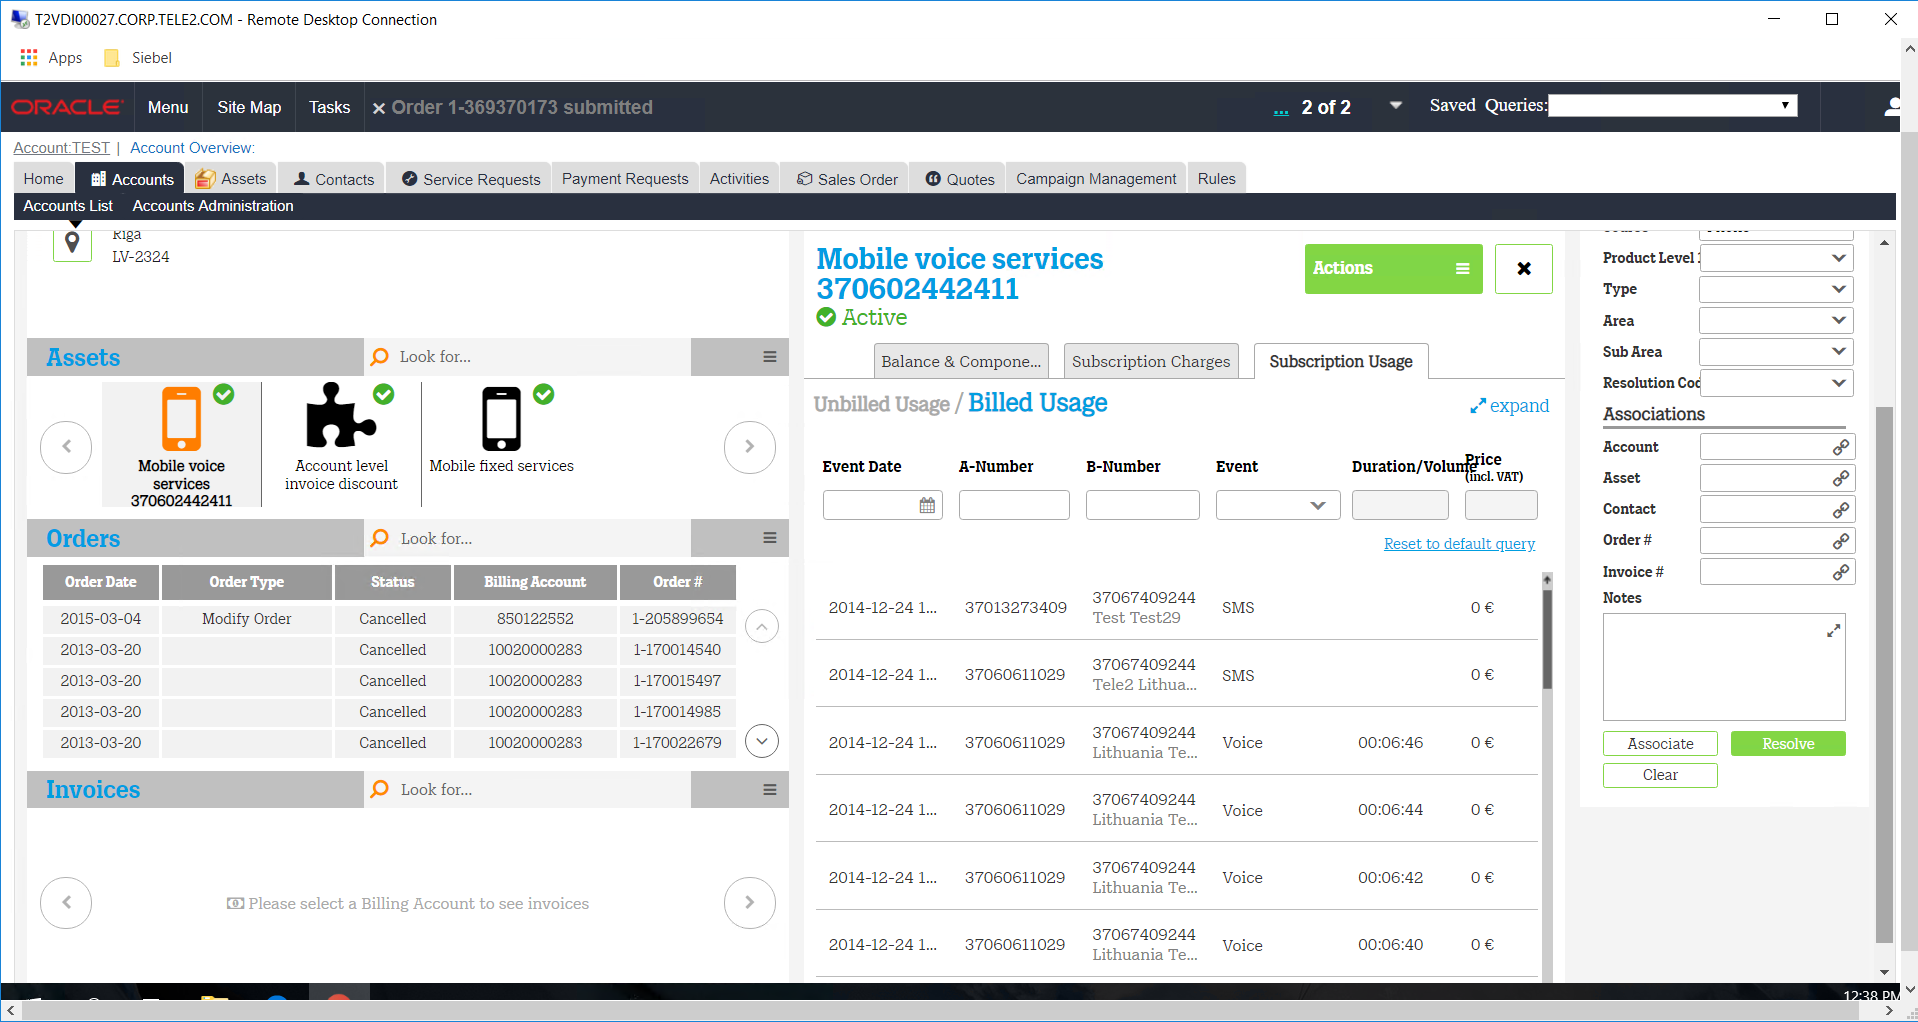 T2VDI00027.CORP.TELE2.COM - Remote Desktop Connection
Apps Siebel
ORACLE Menu Site Map Tasks × Order 1-369370173 submitted ... 2 of 2 Saved Queries:
Account:TEST | Account Overview:
Home Accounts Assets Contacts Service Requests Payment Requests Activities Sales Order Quotes Campaign Management Rules
Accounts List Accounts Administration
Riga
LV-2324
Assets Look for...
Mobile voice
services
370602442411
Account level
invoice discount
Mobile fixed services
Orders Look for...
Order Date Order Type Status Billing Account Order #
2015-03-04 Modify Order Cancelled 850122552 1-205899654
2013-03-20 Cancelled 10020000283 1-170014540
2013-03-20 Cancelled 10020000283 1-170015497
2013-03-20 Cancelled 10020000283 1-170014985
2013-03-20 Cancelled 10020000283 1-170022679
Invoices Look for...
Please select a Billing Account to see invoices
Mobile voice services
370602442411
Active
Actions
Balance & Compone... Subscription Charges Subscription Usage
Unbilled Usage / Billed Usage expand
Event Date A-Number B-Number Event Duration/Volume Price
(incl. VAT)
Reset to default query
2014-12-24 1... 37013273409 37067409244 SMS 0 €
Test Test29
2014-12-24 1... 37060611029 37067409244 SMS 0 €
Tele2 Lithua...
2014-12-24 1... 37060611029 37067409244 Voice 00:06:46 0 €
Lithuania Te...
2014-12-24 1... 37060611029 37067409244 Voice 00:06:44 0 €
Lithuania Te...
2014-12-24 1... 37060611029 37067409244 Voice 00:06:42 0 €
Lithuania Te...
2014-12-24 1... 37060611029 37067409244 Voice 00:06:40 0 €
Lithuania Te...
Product Level
Type
Area
Sub Area
Resolution Cod
Associations
Account
Asset
Contact
Order #
Invoice #
Notes
Associate Resolve
Clear
12:38 PM